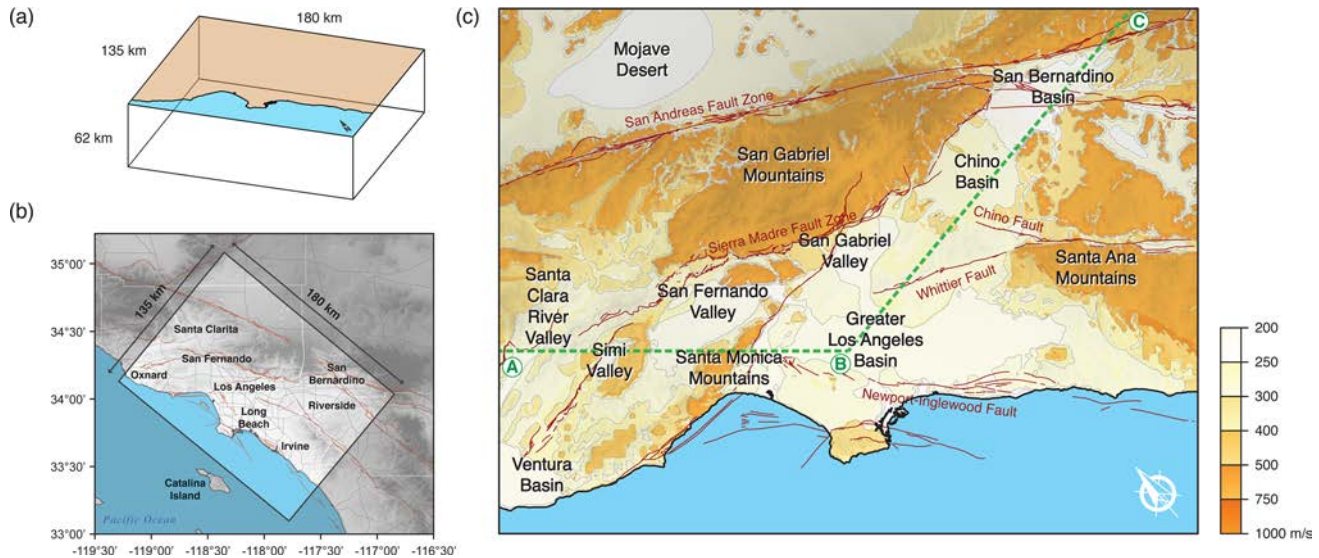 (a)
180 km
135 km
62 km
(b)
35°00'
34°30'
34°00'
33°30'
33°00'
-119°30'
-119°00'
-118°30'
-118°00'
-117°30'
-117°00'
-116°30'
135 km
180 km
Santa Clarita
San Fernando
Oxnard
Los Angeles
San
Bernardino
Riverside
Long
Beach
Irvine
Catalina
Island
Pacific Ocean
(c)
Mojave
Desert
San Andreas Fault Zone
San Bernardino
Basin
C
San Gabriel
Mountains
Chino
Basin
Sierra Madre Fault Zone
Chino Fault
San Gabriel
Valley
Santa Ana
Mountains
Whittier Fault
Santa
Clara
River
Valley
San Fernando
Valley
Greater
Los Angeles
Basin
A
Simi
Valley
Santa Monica
Mountains
B
Newport-Inglewood Fault
Ventura
Basin
200
250
300
400
500
750
1000 m/s